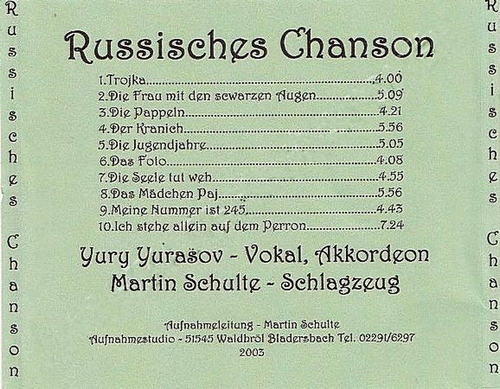 Russisches Chanson
Russisches Chanson
1.Trojka..............................4.00
2.Die Frau mit den scwarzen Augen..............5.09
3.Die Pappeln..............................4.21
4.Der Kranich..............................5.56
5.Die Jugendjahre..............................5.05
6.Das Foto..............................4.08
7.Die Seele tut weh..............................4.55
8.Das Mädchen Paj..............................5.56
9.Meine Nummer ist 245..............................4.43
10.Ich stehe allein auf dem Perron..............7.24
Yury Yurasov - Vokal, Akkordeon
Martin Schulte - Schlagzeug
Aufnahmeleitung - Martin Schulte
Aufnahmestudio - 51545 Waldbröl Bladersbach Tel. 02291/6297
2003
Russisches Chanson